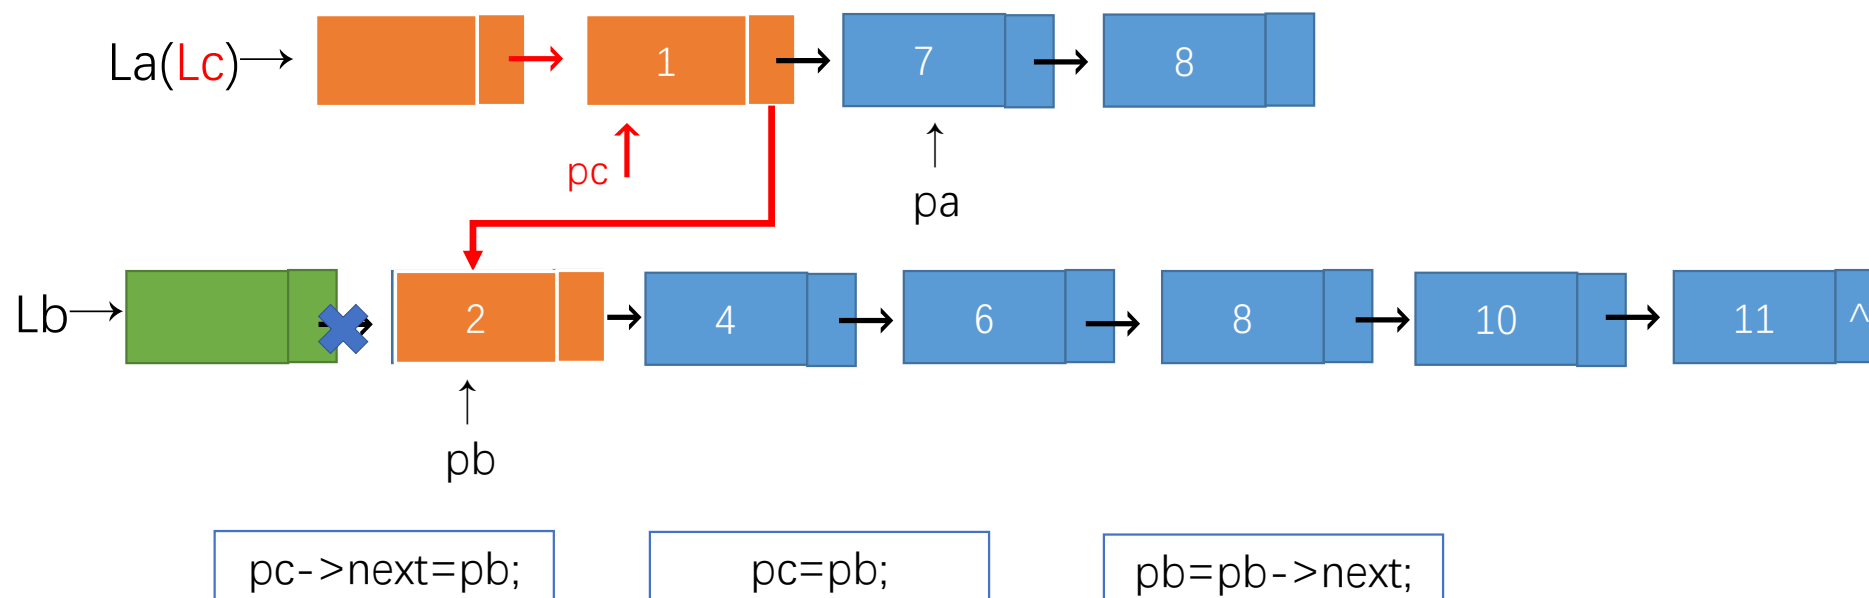 La(Lc) 1 7 8
pc
pa
Lb 2 4 6 8 10 11 ^
pb
pc->next=pb; pc=pb; pb=pb->next;